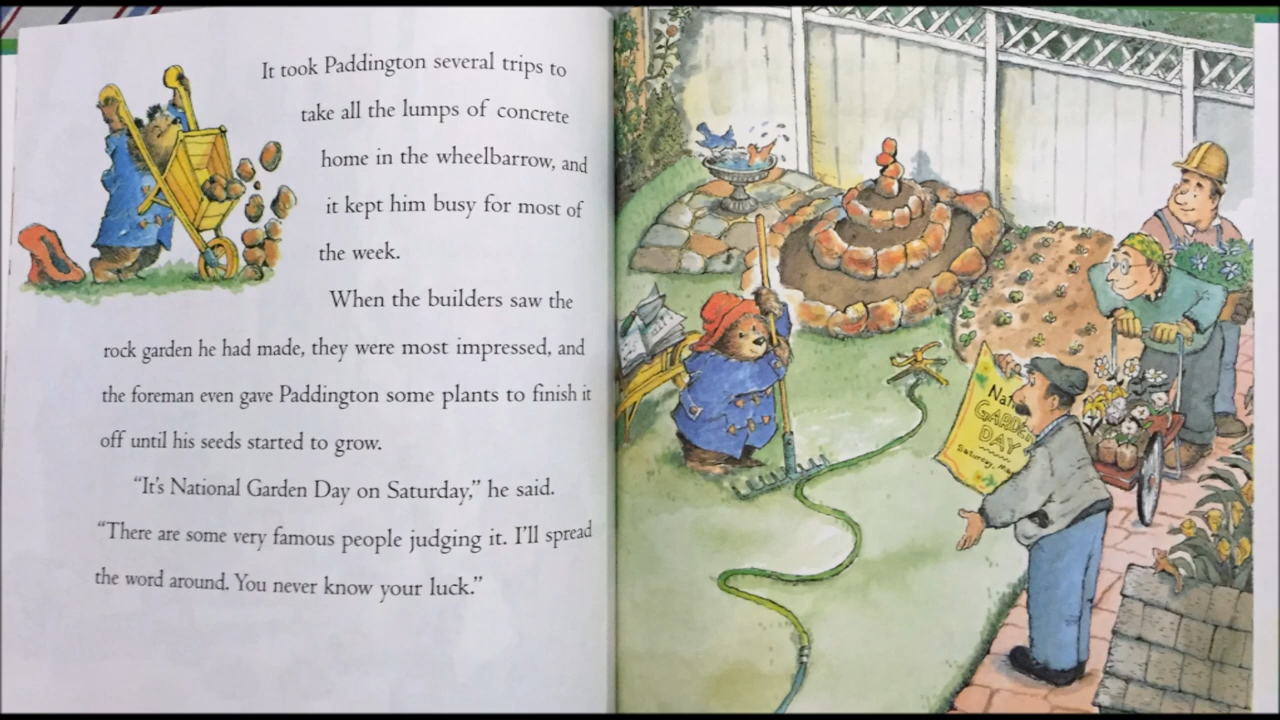 It took Paddington several trips to
take all the lumps of concrete
home in the wheelbarrow, and
it kept him busy for most of
the week.
When the builders saw the
rock garden he had made, they were most impressed, and
the foreman even gave Paddington some plants to finish it
off until his seeds started to grow.
“It’s National Garden Day on Saturday,” he said.
“There are some very famous people judging it. I’ll spread
the word around. You never know your luck.”
Nati
GARDEN
DAY
Saturday, Ma